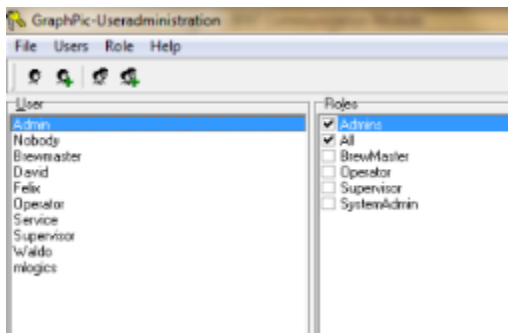 GraphPic-Useradministration
File Users Role Help
User
Admin
Nobody
Brewmaster
David
Felix
Operator
Service
Supervisor
Waldo
mlogics
Roles
Admins
All
BrewMaster
Operator
Supervisor
SystemAdmin